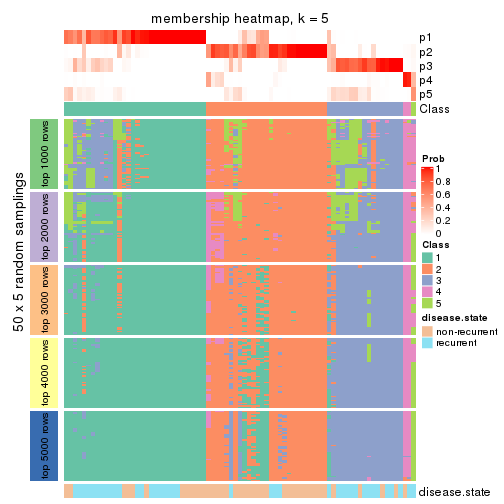 membership heatmap, k = 5
p1
p2
p3
p4
p5
Class
50 x 5 random samplings
top 1000 rows
top 2000 rows
top 3000 rows
top 4000 rows
top 5000 rows
Prob
1
0.8
0.6
0.4
0.2
0
Class
1
2
3
4
5
disease.state
non-recurrent
recurrent
disease.state